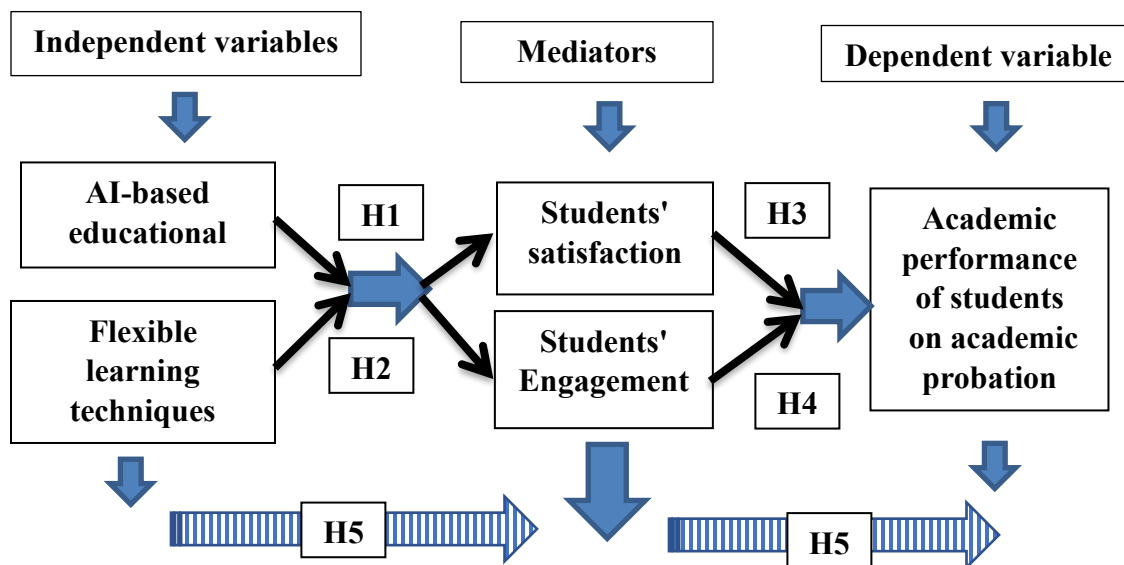 Independent variables
Mediators
Dependent variable
AI-based
educational
Flexible
learning
techniques
H1
H2
Students'
satisfaction
Students'
Engagement
H3
H4
Academic
performance
of students
on academic
probation
H5
H5